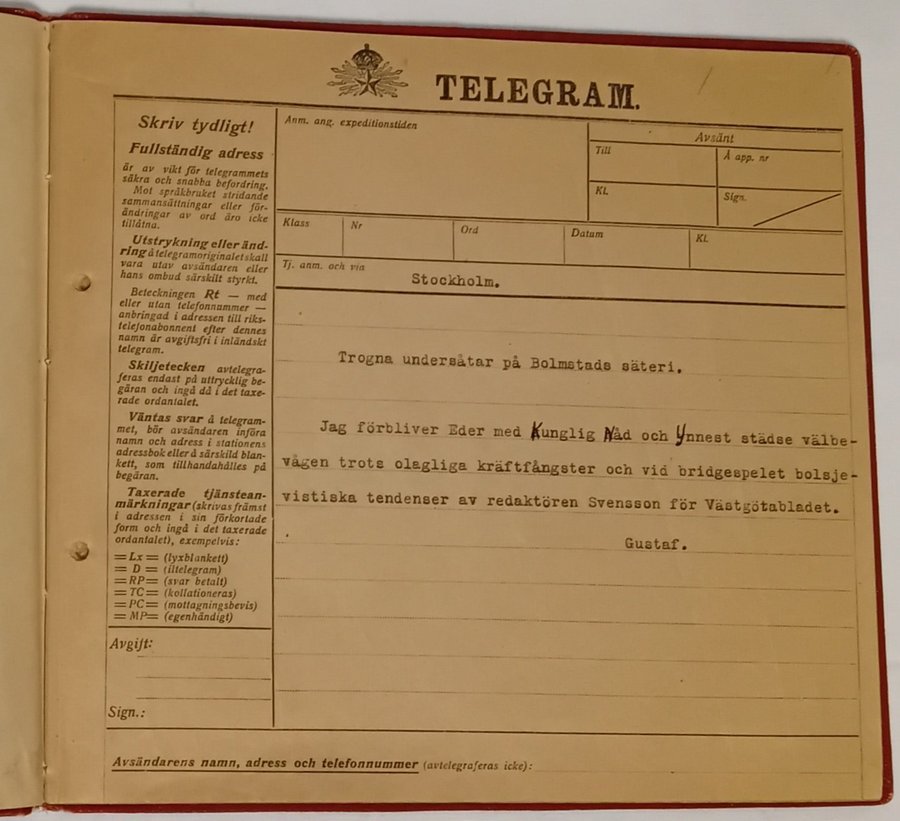 TELEGRAM.
Skriv tydligt!
Fullständig adress
är av vikt för telegrammets
säkra och snabba befordring.
Mot språkbruket stridande
sammansättningar eller för-
ändringar av ord äro icke
tillåtna.
Utstrykning eller änd-
ring å telegramoriginalet skall
vara utav avsändaren eller
hans ombud särskilt styrkt.
Beteckningen Rt — med
eller utan telefonnummer —
anbringad i adressen till riks-
telefonabonnent efter dennes
namn är avgiftsfri i inländskt
telegram.
Skiljetecken avtelegra-
feras endast på uttrycklig be-
gäran och ingå då i det taxe-
rade ordantalet.
Väntas svar å telegram-
met, bör avsändaren införa
namn och adress i stationens
adressbok eller å särskild blan-
kett, som tillhandahålles på
begäran.
Taxerade tjänstean-
märkningar (skrivas främst
i adressen i sin förkortade
form och ingå i det taxerade
ordantalet), exempelvis:
=Lx= (lyxblankett)
= D = (iltelegram)
=RP= (svar betalt)
=TC= (kollationeras)
=PC= (mottagningsbevis)
=MP= (egenhändigt)
Avgift:
Sign.:
Anm. ang. expeditionstiden
Avsänt
Till
Å app. nr
Kl.
Sign.
Klass
Nr
Ord
Datum
Kl.
Tj. anm. och via
Stockholm.
Trogna undersåtar på Bolmstads säteri.
Jag förbliver Eder med Kunglig Nåd och Ynnest städse välbe-
vågen trots olagliga kräftfångster och vid bridgespelet bolsje-
vistiska tendenser av redaktören Svensson för Västgötabladet.
Gustaf.
Avsändarens namn, adress och telefonnummer (avtelegraferas icke):